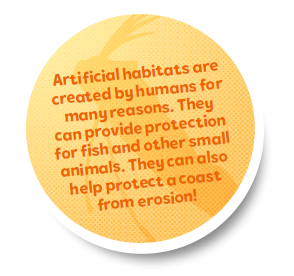 Artificial habitats are
created by humans for
many reasons. They
can provide protection
for fish and other small
animals. They can also
help protect a coast
from erosion!